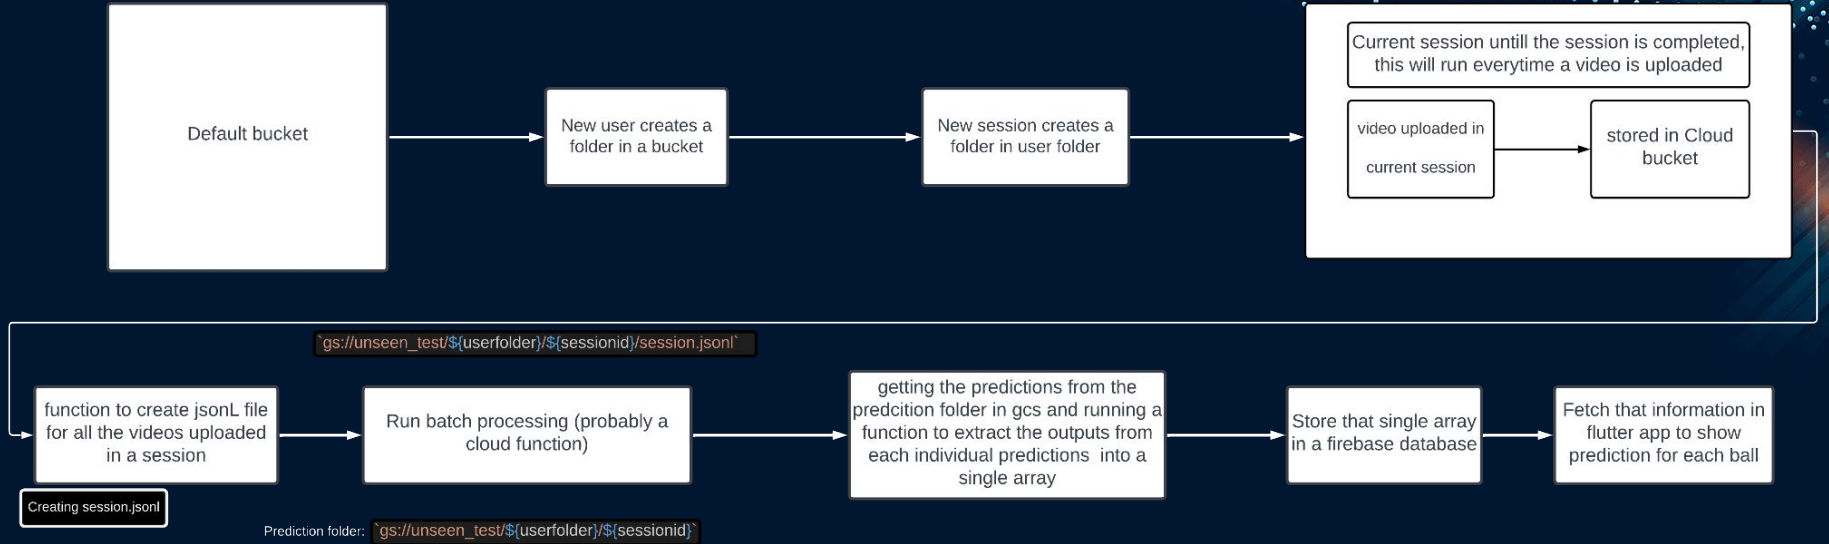 Default bucket
New user creates a
folder in a bucket
New session creates a
folder in user folder
Current session untill the session is completed,
this will run everytime a video is uploaded
video uploaded in
current session
stored in Cloud
bucket
`gs://unseen_test/${userfolder}/${sessionid}/session.jsonl`
function to create jsonL file
for all the videos uploaded
in a session
Creating session.jsonl
Run batch processing (probably a
cloud function)
Prediction folder: `gs://unseen_test/${userfolder}/${sessionid}`
getting the predictions from the
predcition folder in gcs and running a
function to extract the outputs from
each individual predictions into a
single array
Store that single array
in a firebase database
Fetch that information in
flutter app to show
prediction for each ball